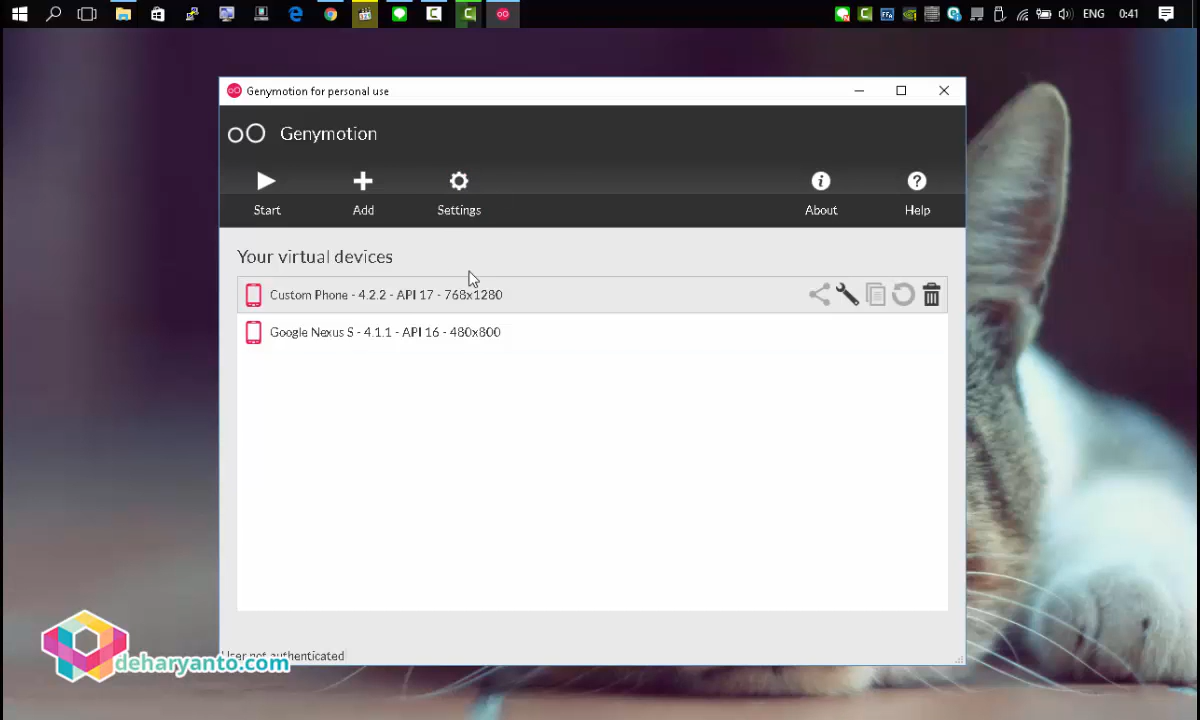 ENG
0:41
Genymotion for personal use
Genymotion
Start
Add
Settings
About
Help
Your virtual devices
Custom Phone - 4.2.2 - API 17 - 768x1280
Google Nexus S - 4.1.1 - API 16 - 480x800
User not authenticated
deharyanto.com